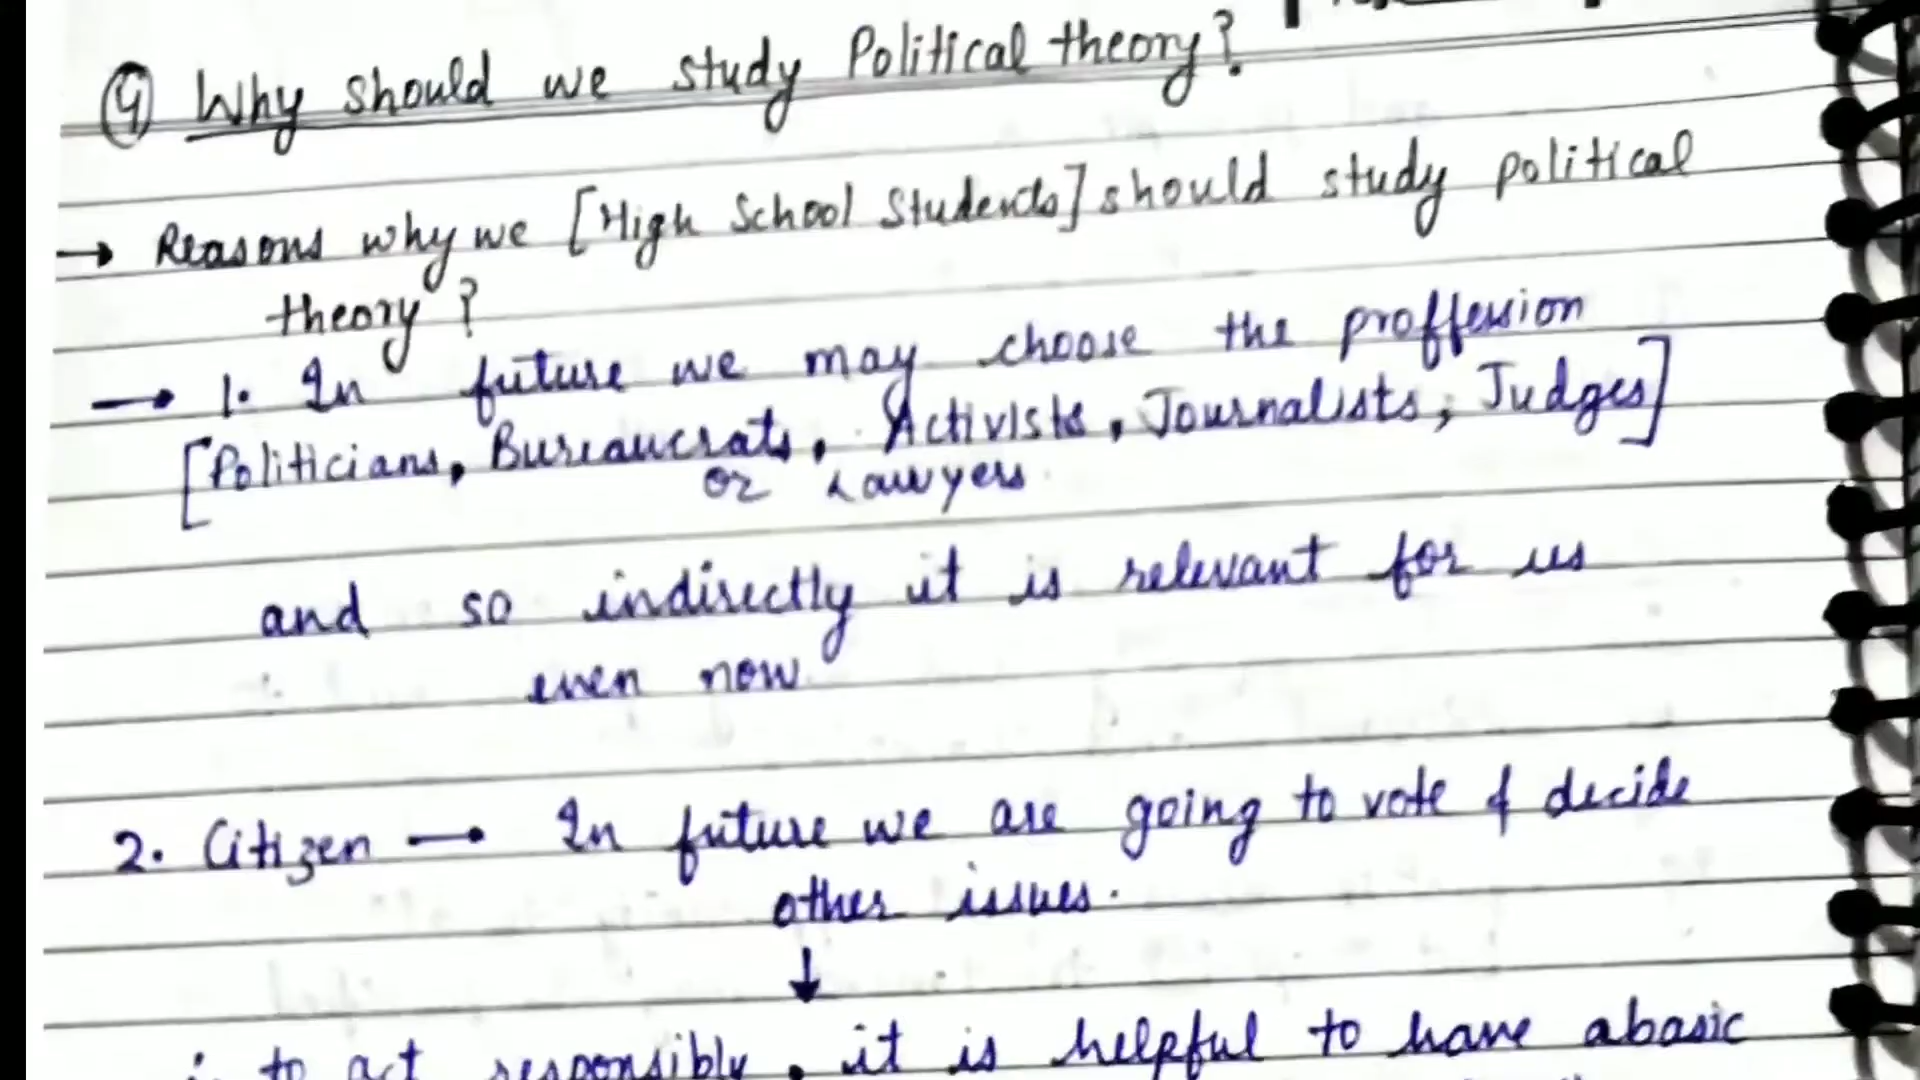 ④ Why should we study Political theory?
→ Reasons why we [High School Students] should study political
theory?
→ 1. In future we may choose the proffession
[Politicians, Bureaucrats, Activists, Journalists, Judges]
or Lawyers
and so indirectly it is relevant for us
even now
2. Citizen → In future we are going to vote & decide
other issues.
↓
to act responsibly, it is helpful to have a basic